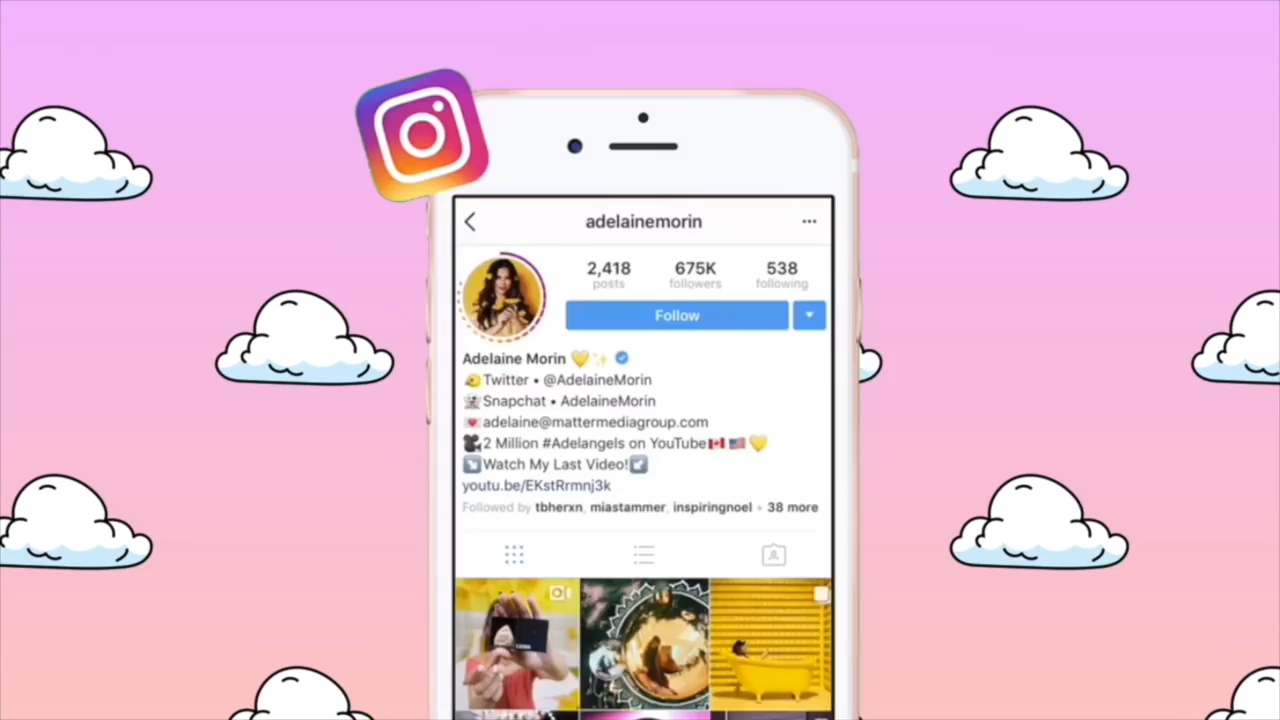 adelainemorin
2,418 675K 538
posts followers following
Follow
Adelaine Morin 💛✨
🐠Twitter • @AdelaineMorin
👻Snapchat • AdelaineMorin
💌adelaine@mattermediagroup.com
🎥2 Million #Adelangels on YouTube🇨🇦🇺🇸💛
↘️Watch My Last Video!↙️
youtu.be/EKstRrmnj3k
Followed by tbherxn, miastammer, inspiringnoel + 38 more